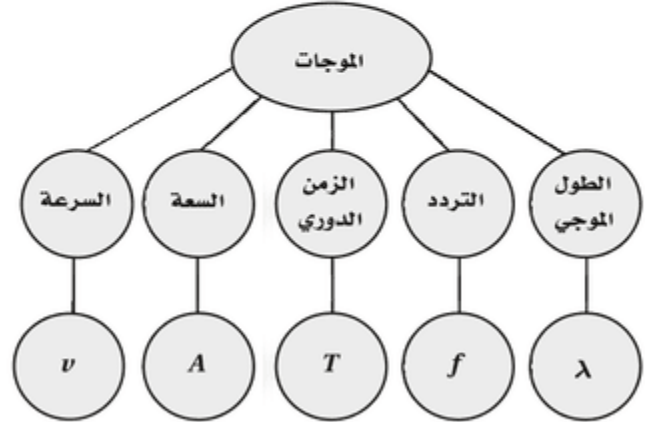 الموجات
الطول
الموجي
التردد
الزمن
الدوري
السعة
السرعة
λ
f
T
A
v